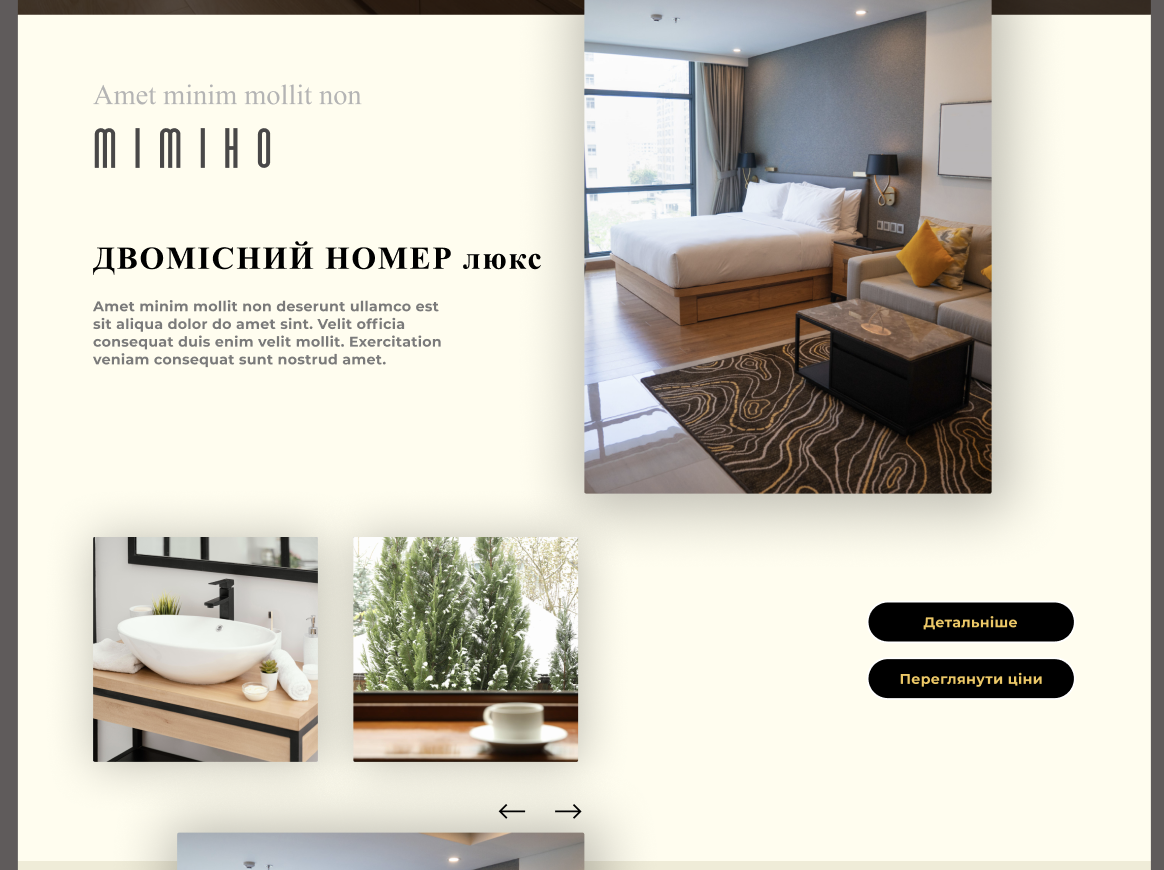 Amet minim mollit non
MIMIHO
ДВОМІСНИЙ НОМЕР люкс
Amet minim mollit non deserunt ullamco est
sit aliqua dolor do amet sint. Velit officia
consequat duis enim velit mollit. Exercitation
veniam consequat sunt nostrud amet.
Детальніше
Переглянути ціни